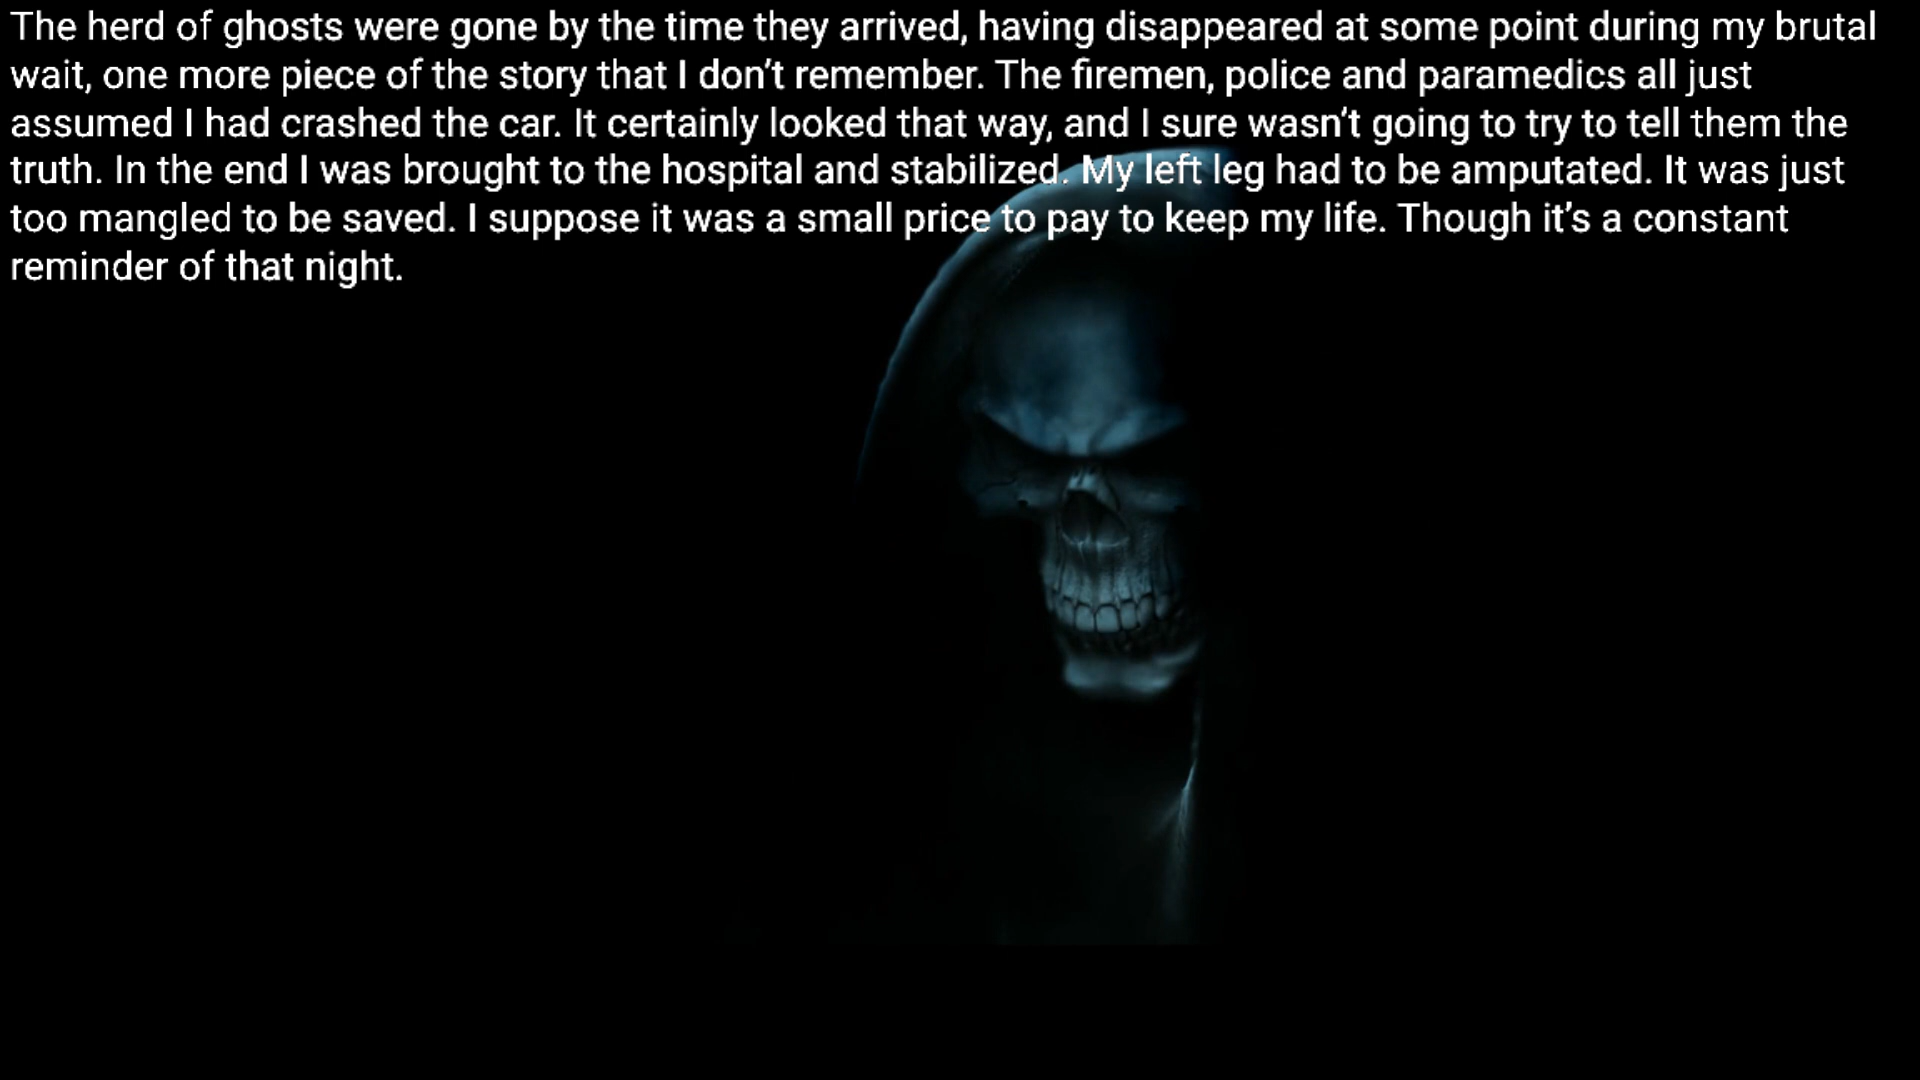 The herd of ghosts were gone by the time they arrived, having disappeared at some point during my brutal
wait, one more piece of the story that I don’t remember. The firemen, police and paramedics all just
assumed I had crashed the car. It certainly looked that way, and I sure wasn’t going to try to tell them the
truth. In the end I was brought to the hospital and stabilized. My left leg had to be amputated. It was just
too mangled to be saved. I suppose it was a small price to pay to keep my life. Though it’s a constant
reminder of that night.